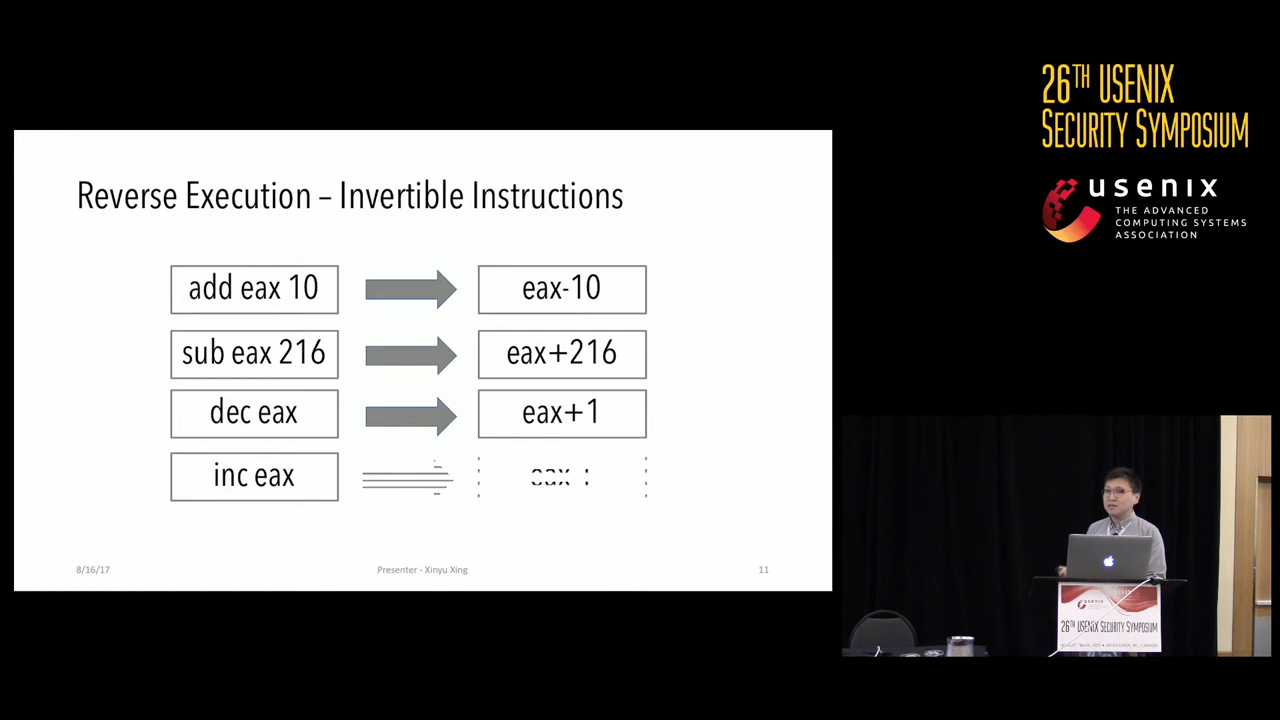 26TH USENIX
SECURITY SYMPOSIUM
usenix
THE ADVANCED
COMPUTING SYSTEMS
ASSOCIATION
Reverse Execution – Invertible Instructions
add eax 10
eax-10
sub eax 216
eax+216
dec eax
eax+1
inc eax
8/16/17
Presenter - Xinyu Xing
11
usenix
26TH USENIX SECURITY SYMPOSIUM